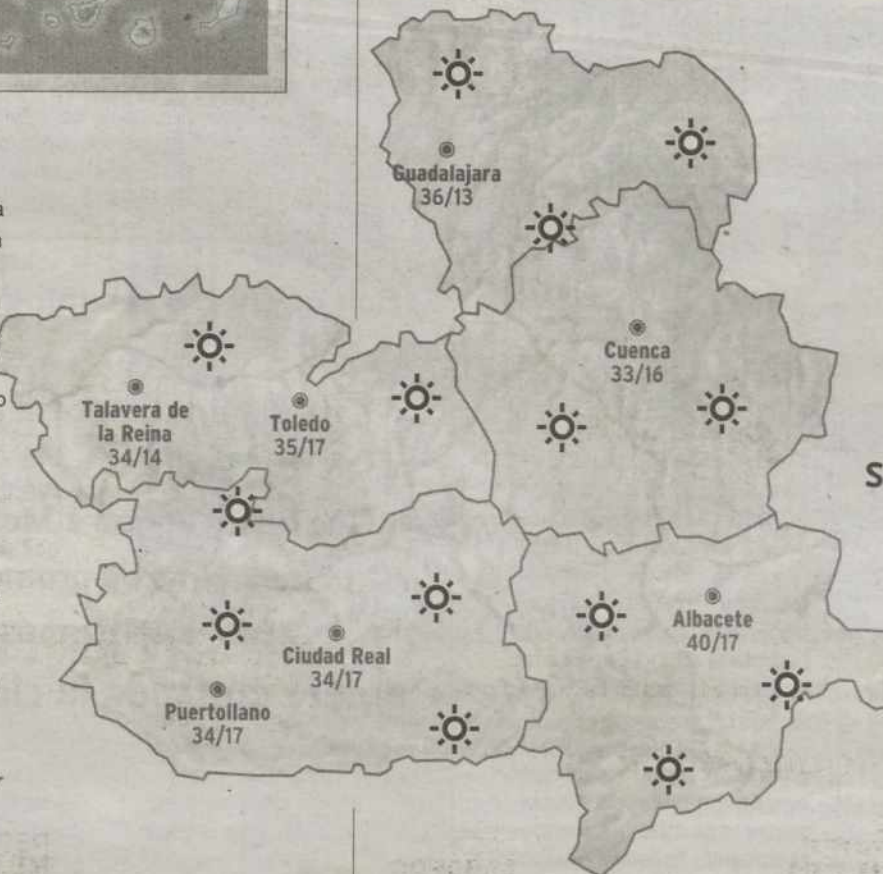 Guadalajara
36/13
Cuenca
33/16
Talavera de
la Reina
34/14
Toledo
35/17
Albacete
40/17
Ciudad Real
34/17
Puertollano
34/17
S